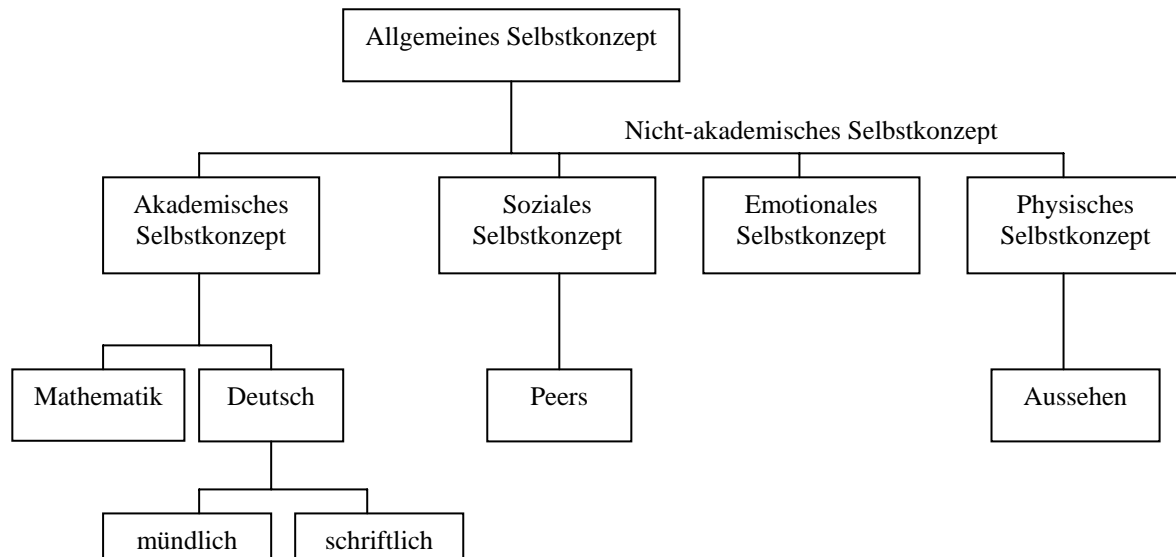 Allgemeines Selbstkonzept
Nicht-akademisches Selbstkonzept
Akademisches
Selbstkonzept
Soziales
Selbstkonzept
Emotionales
Selbstkonzept
Physisches
Selbstkonzept
Mathematik
Deutsch
Peers
Aussehen
mündlich
schriftlich